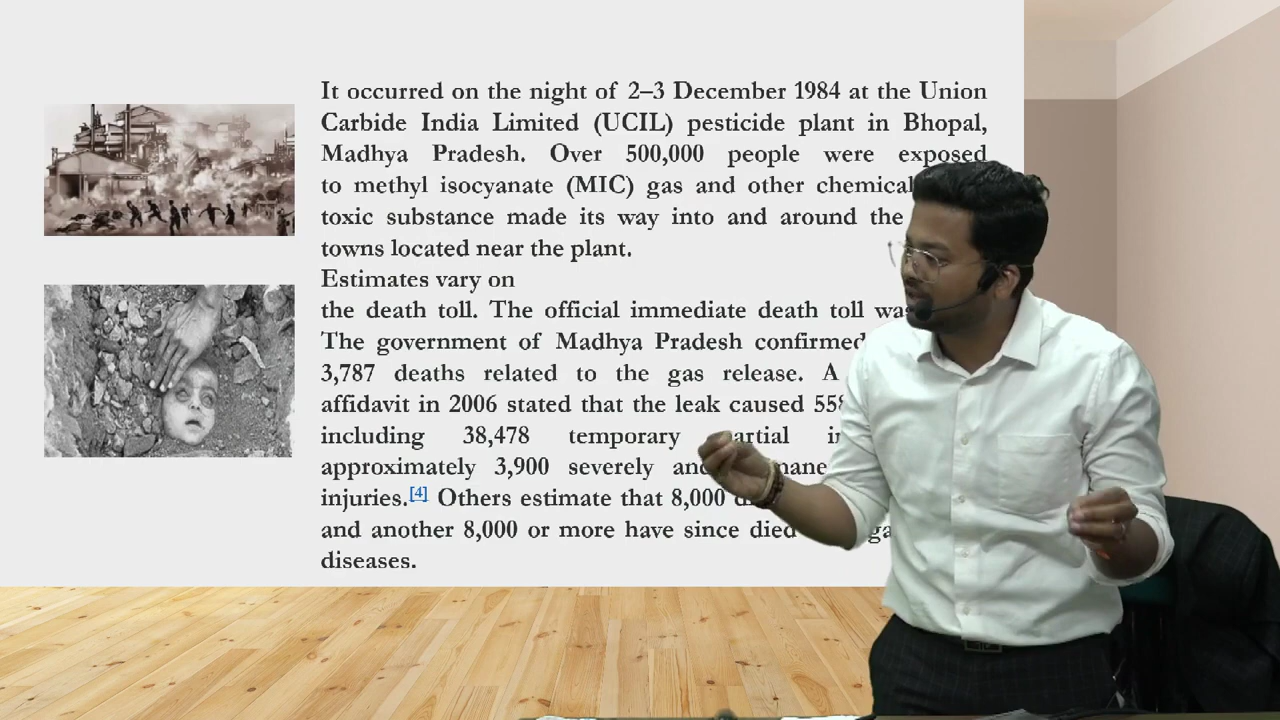 It occurred on the night of 2–3 December 1984 at the Union
Carbide India Limited (UCIL) pesticide plant in Bhopal,
Madhya Pradesh. Over 500,000 people were exposed
to methyl isocyanate (MIC) gas and other chemical
toxic substance made its way into and around the
towns located near the plant.
Estimates vary on
the death toll. The official immediate death toll was
The government of Madhya Pradesh confirmed
3,787 deaths related to the gas release. A
affidavit in 2006 stated that the leak caused 558
including 38,478 temporary partial
approximately 3,900 severely and
injuries.[4] Others estimate that 8,000
and another 8,000 or more have since died
diseases.